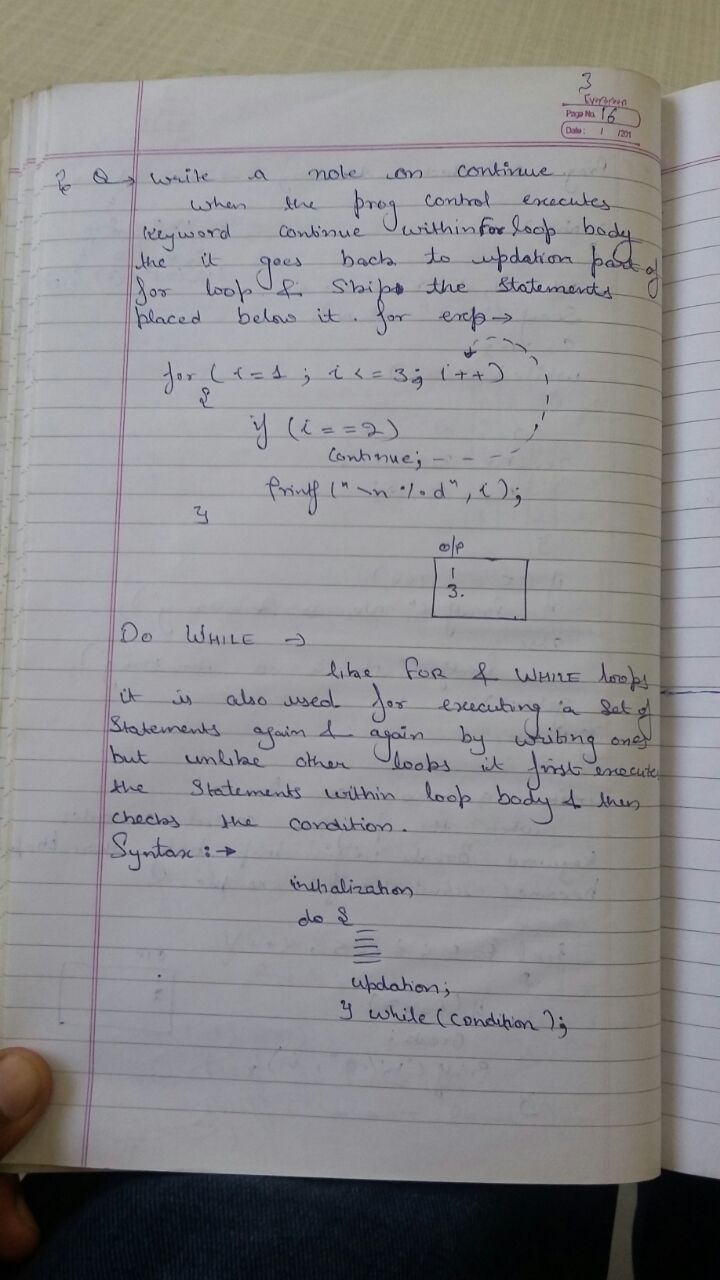 3
Evergreen
Page No. 16
Date: / /201
Q→ write a note on continue
when the prog control executes
keyword continue within for loop body
the it goes back to updation part of
for loop & skips the statements
placed below it. for exp→
for (i=1 ; i<=3; i++)
{
if (i==2)
continue;
printf ("\n%d", i);
}
o/p
1
3.
DO WHILE →
like FOR & WHILE loops
it is also used for executing a set of
statements again & again by writing ones
but unlike other loops it first execute
the statements within loop body & then
checks the condition.
Syntax :→
initialization
do {
updation;
} while (condition);